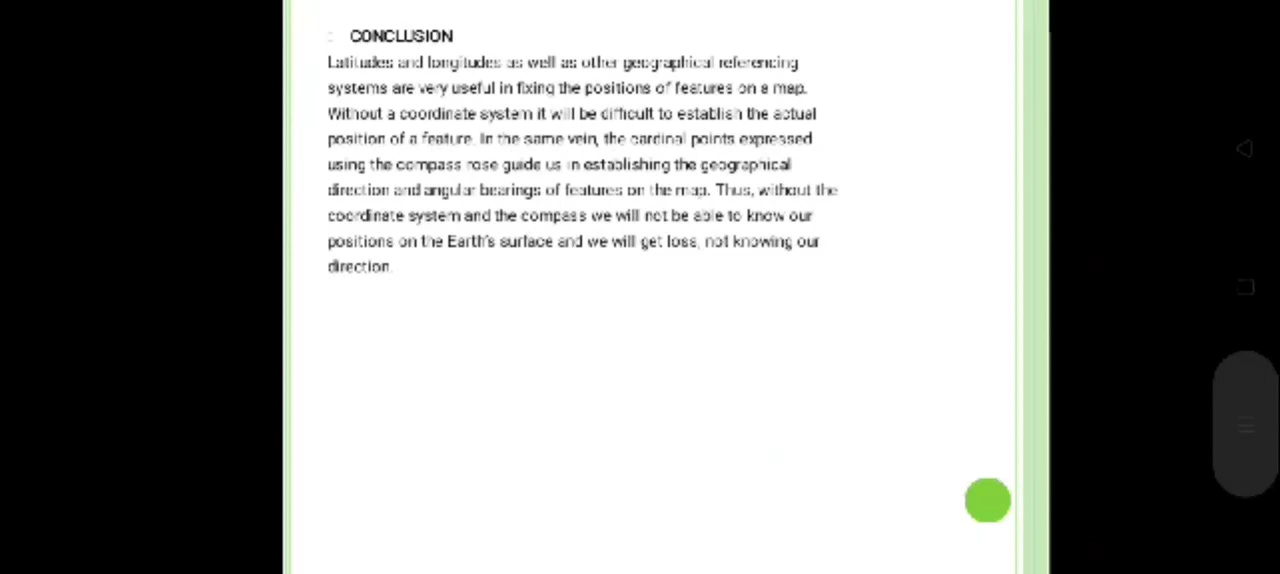 CONCLUSION
Latitudes and longitudes as well as other geographical referencing
systems are very useful in fixing the positions of features on a map.
Without a coordinate system it will be difficult to establish the actual
position of a feature. In the same vein, the cardinal points expressed
using the compass rose guide us in establishing the geographical
direction and angular bearings of features on the map. Thus, without the
coordinate system and the compass we will not be able to know our
positions on the Earth's surface and we will get loss, not knowing our
direction.